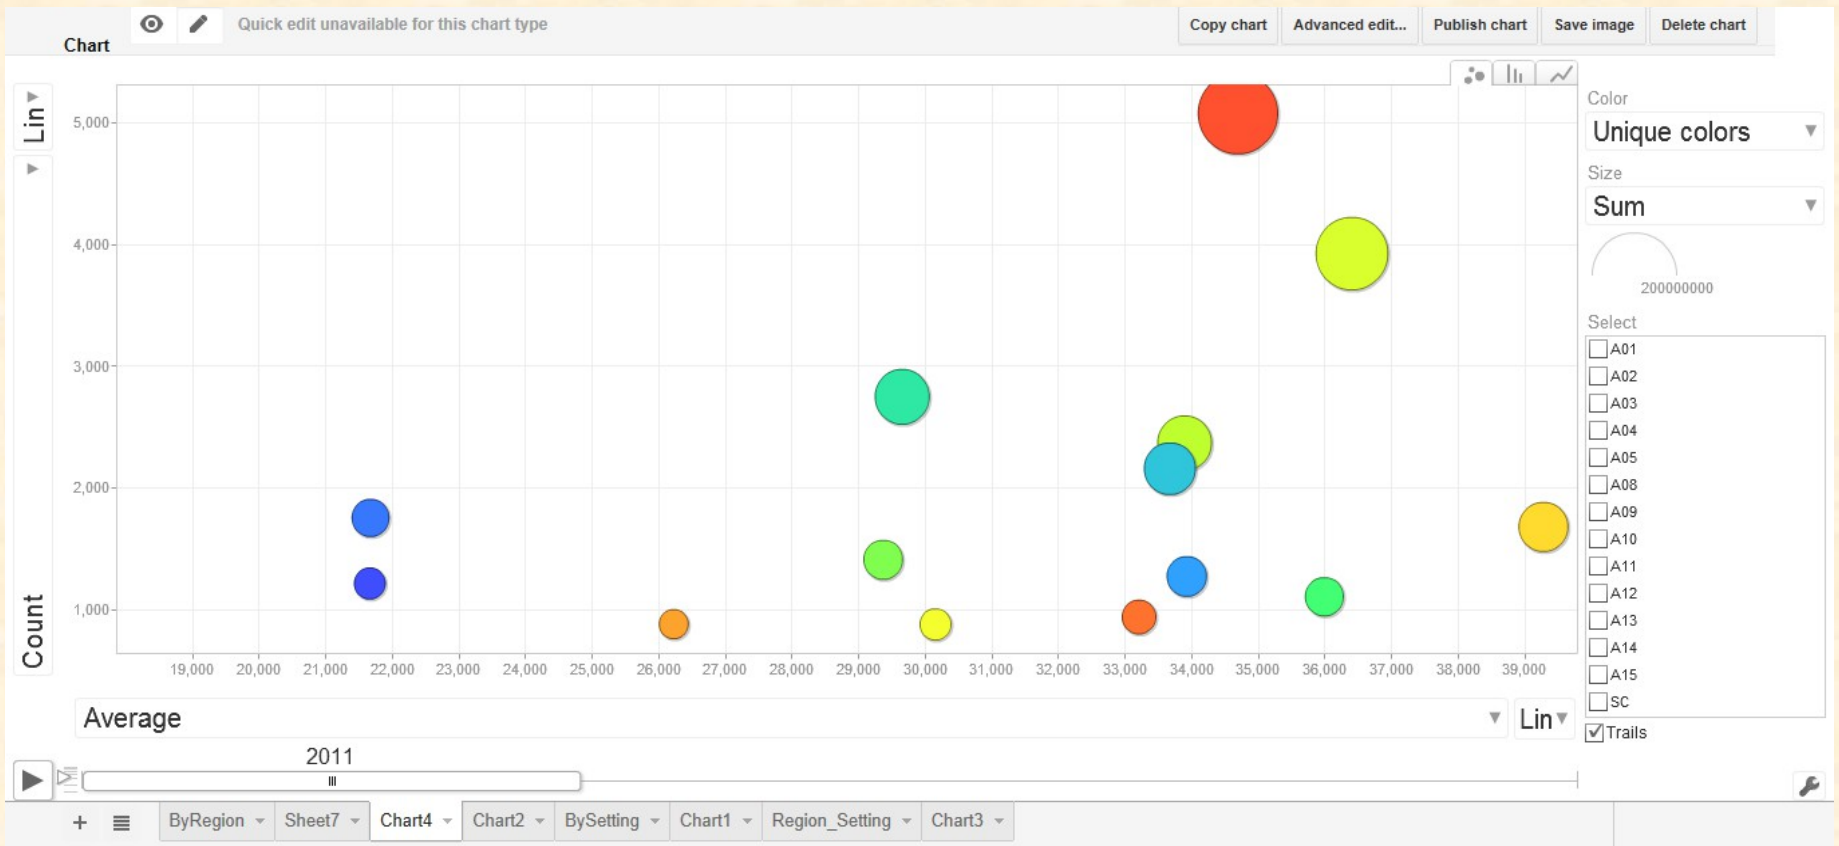 Chart
Quick edit unavailable for this chart type
Copy chart
Advanced edit...
Publish chart
Save image
Delete chart
Lin
Count
5,000
4,000
3,000
2,000
1,000
19,000 20,000 21,000 22,000 23,000 24,000 25,000 26,000 27,000 28,000 29,000 30,000 31,000 32,000 33,000 34,000 35,000 36,000 37,000 38,000 39,000
Average
Lin
Color
Unique colors
Size
Sum
200000000
Select
A01
A02
A03
A04
A05
A08
A09
A10
A11
A12
A13
A14
A15
SC
Trails
2011
ByRegion Sheet7 Chart4 Chart2 BySetting Chart1 Region_Setting Chart3